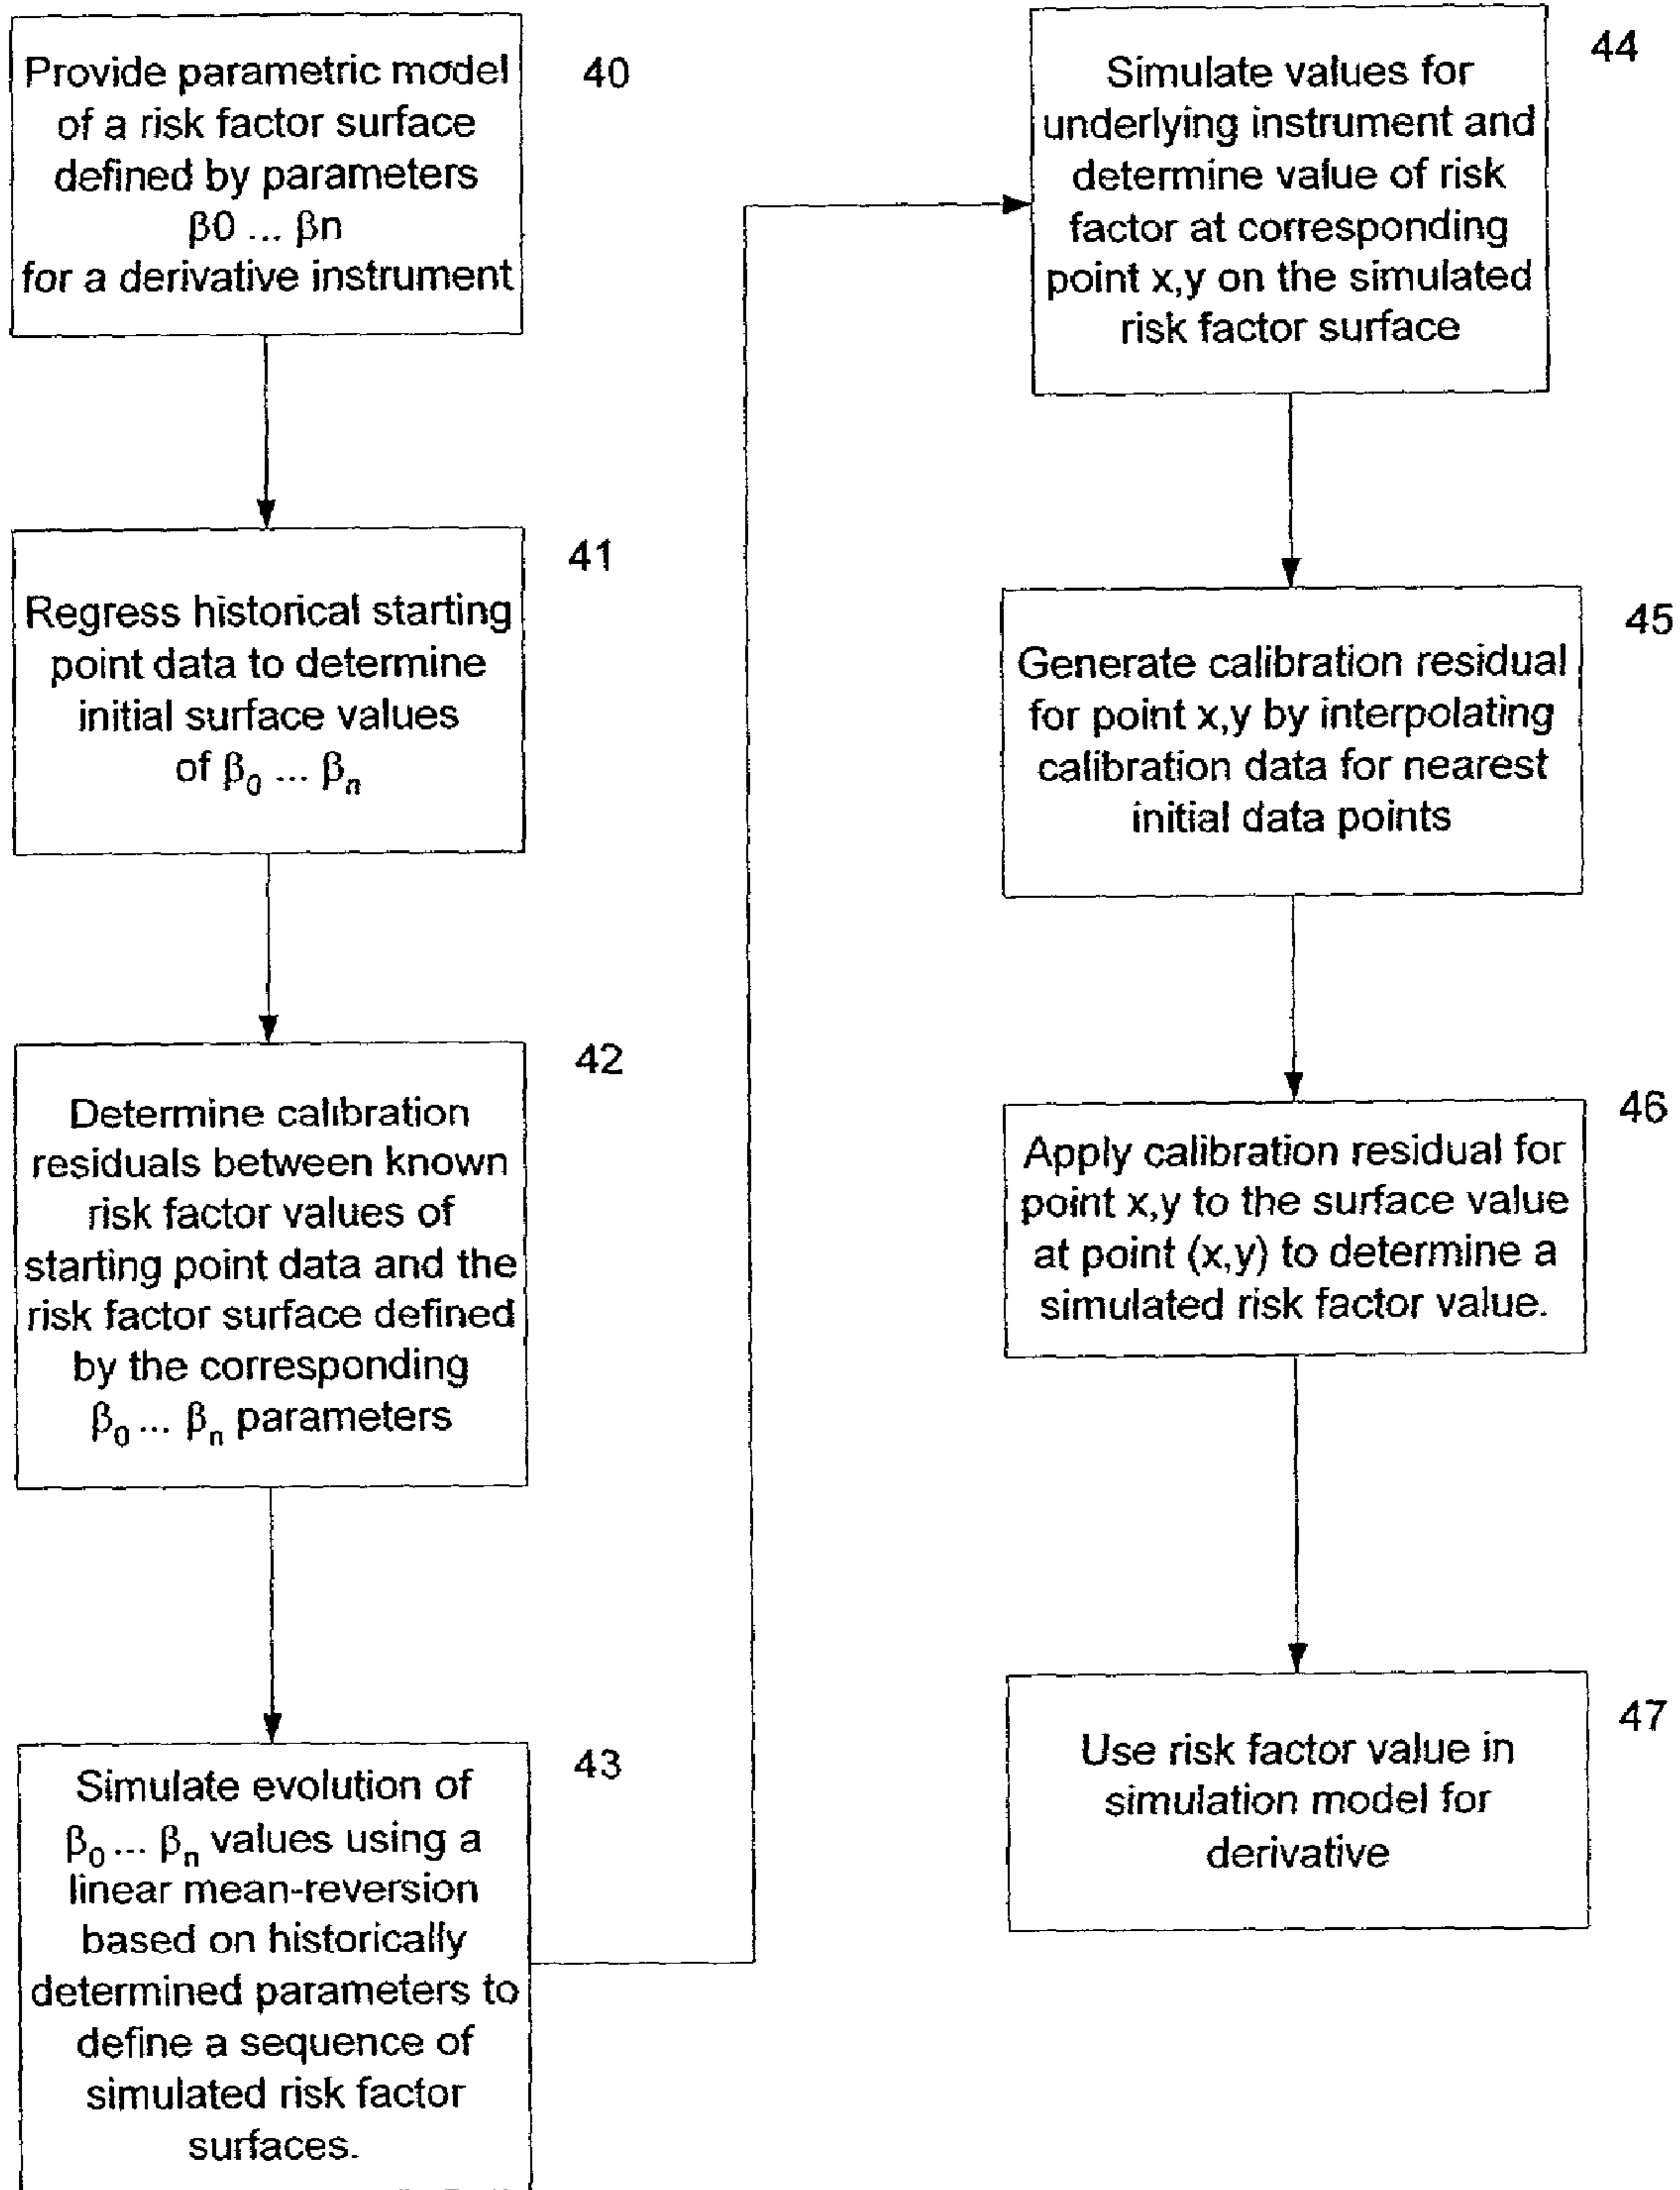 Provide parametric model
of a risk factor surface
defined by parameters
β0 ... βn
for a derivative instrument
40
Regress historical starting
point data to determine
initial surface values
of β₀ ... βₙ
41
Determine calibration
residuals between known
risk factor values of
starting point data and the
risk factor surface defined
by the corresponding
β₀ ... βₙ parameters
42
Simulate evolution of
β₀ ... βₙ values using a
linear mean-reversion
based on historically
determined parameters to
define a sequence of
simulated risk factor
surfaces.
43
Simulate values for
underlying instrument and
determine value of risk
factor at corresponding
point x,y on the simulated
risk factor surface
44
Generate calibration residual
for point x,y by interpolating
calibration data for nearest
initial data points
45
Apply calibration residual for
point x,y to the surface value
at point (x,y) to determine a
simulated risk factor value.
46
Use risk factor value in
simulation model for
derivative
47